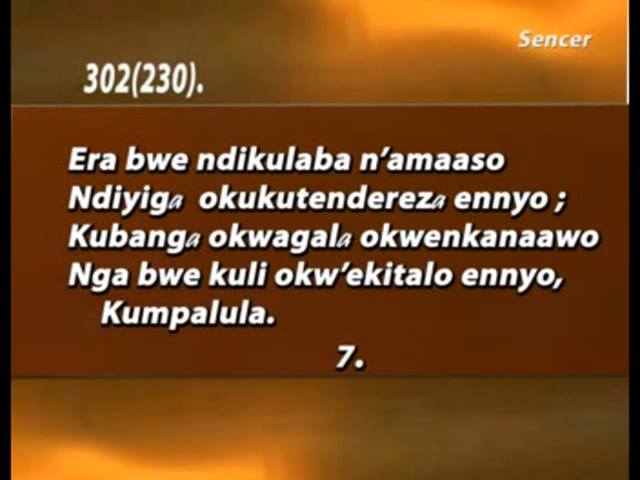 Sencer
302(230).
Era bwe ndikulaba n'amaaso
Ndiyiga okukutendereza ennyo ;
Kubanga okwagala okwenkanaawo
Nga bwe kuli okw'ekitalo ennyo,
Kumpalula.
7.